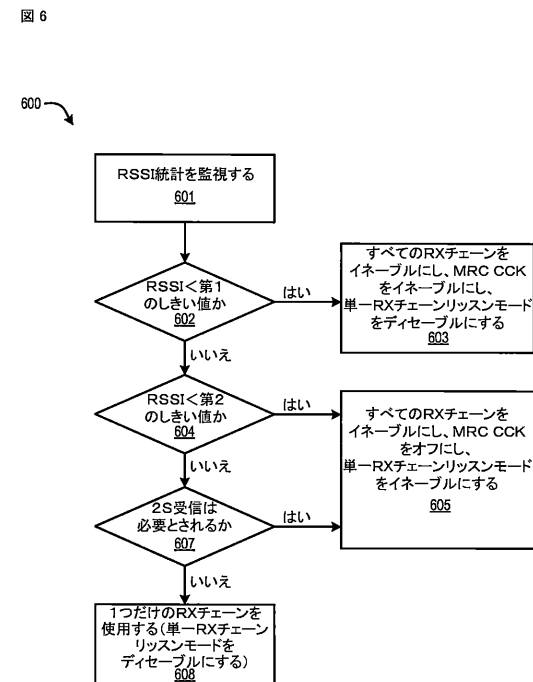 図 6
600
RSSI統計を監視する
601
RSSI<第1
のしきい値か
602
はい
すべてのRXチェーンを
イネーブルにし、MRC CCK
をイネーブルにし、
単一RXチェーンリッスンモード
をディセーブルにする
603
いいえ
RSSI<第2
のしきい値か
604
はい
すべてのRXチェーンを
イネーブルにし、MRC CCK
をオフにし、
単一RXチェーンリッスンモード
をイネーブルにする
605
いいえ
2S受信は
必要とされるか
607
はい
いいえ
1つだけのRXチェーンを
使用する(単一RXチェーン
リッスンモードを
ディセーブルにする)
608